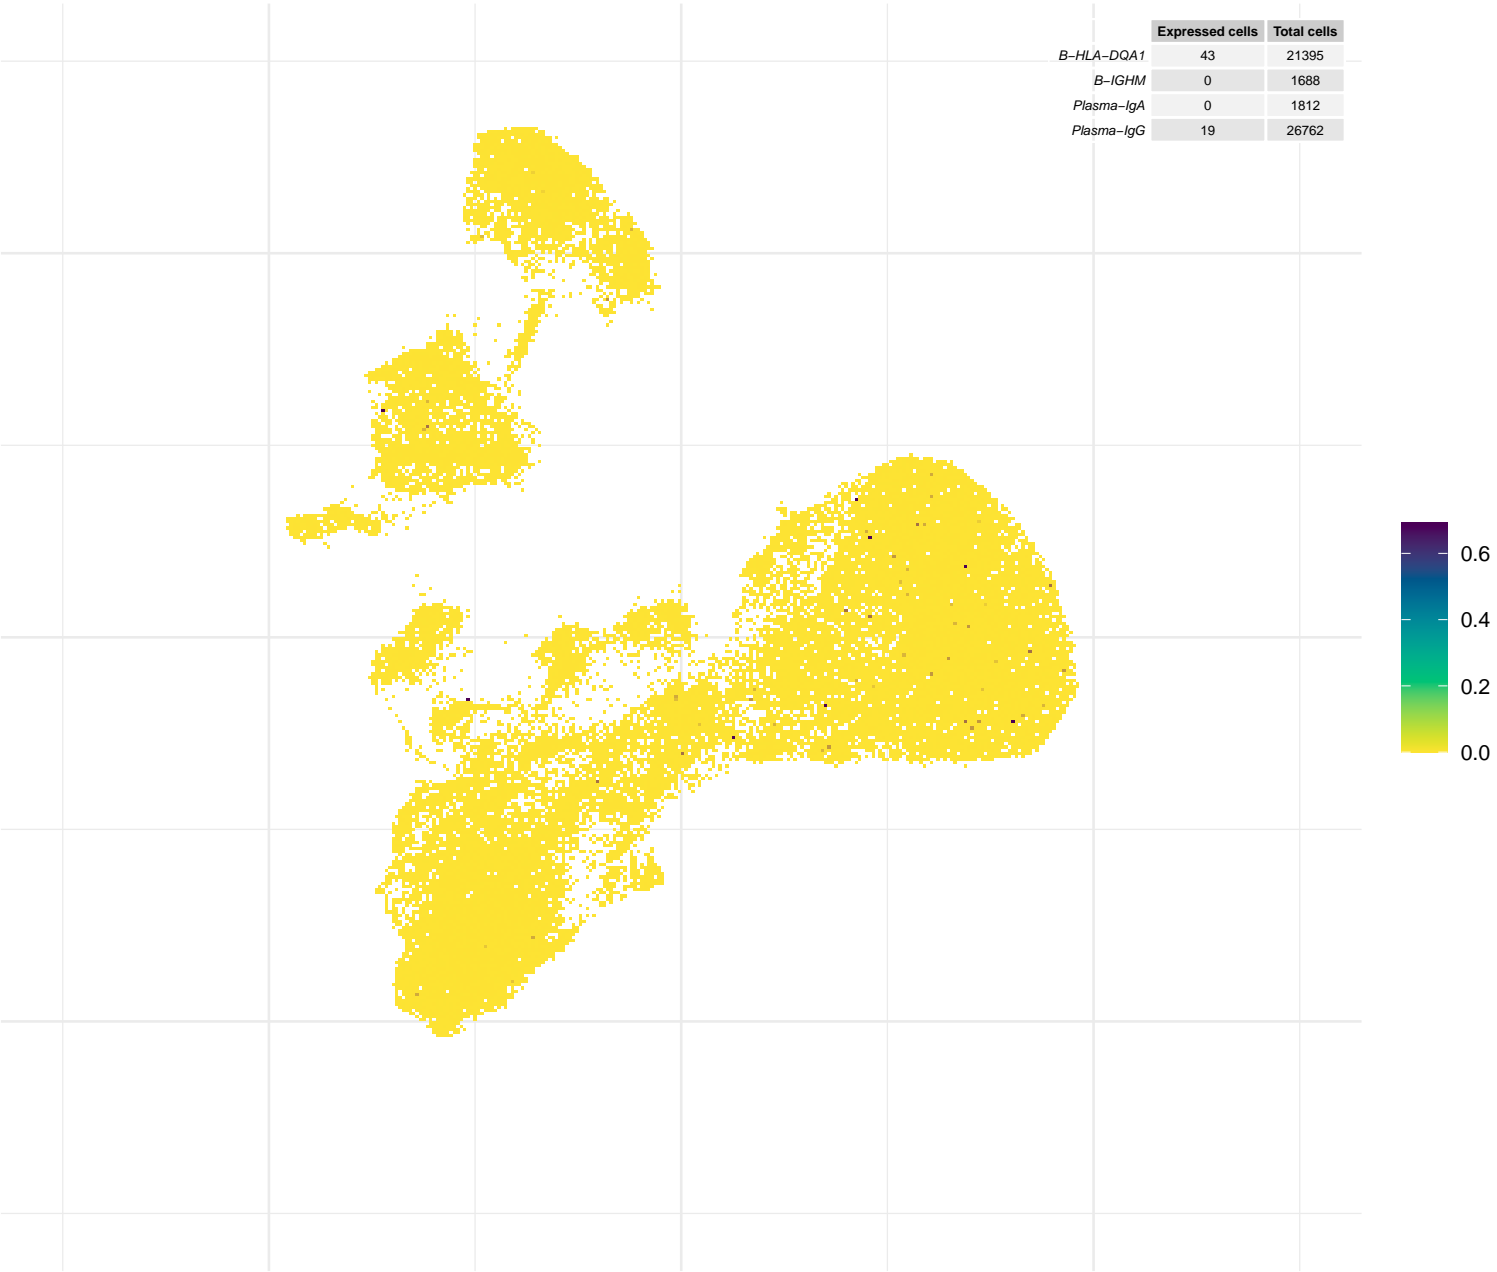 Expressed cells Total cells
B−HLA−DQA1 43 21395
B−IGHM 0 1688
Plasma−IgA 0 1812
Plasma−IgG 19 26762
0.6
0.4
0.2
0.0